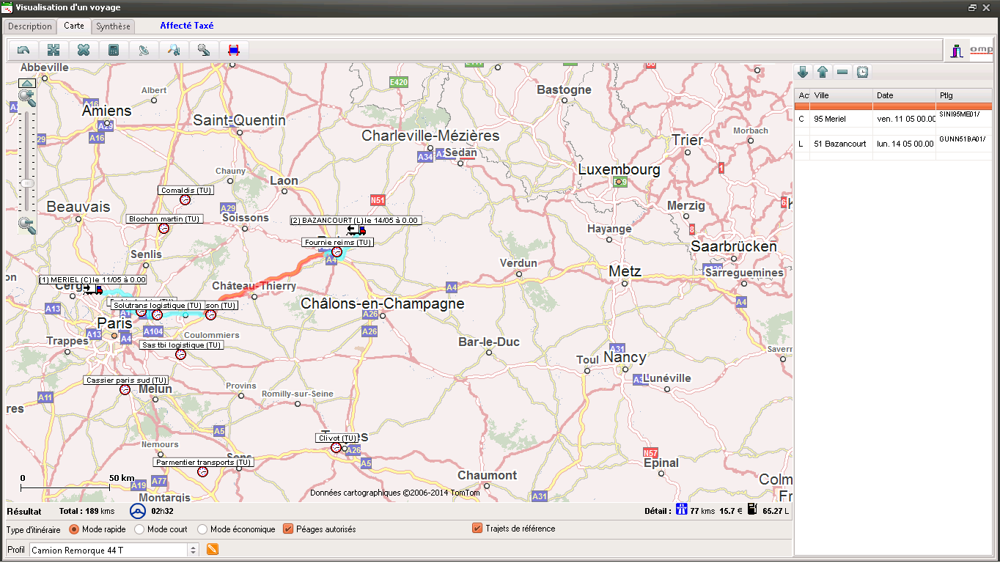 Visualisation d'un voyage
Description Carte Synthèse Affecté Taxé
omp
Abbeville
Albert
Amiens
A16
A29
A16
Saint-Quentin
E420
Bastogne
Charleville-Mézières
A34
Sedan
Trier
Morbach
Luxembourg
1
Chauny
Laon
Comaldis (TU)
N51
Beauvais
A29
Soissons
Blochon martin (TU)
[2) BAZANCOURT (L) le 14/05 à 0.00
Fournie reims (TU)
A4
Merzig
6
8
Hayange
Saarbrücken
Sarreguemines
Senlis
Verdun
Metz
[1) MERIEL (C) le 11/05 à 0.00
Cergy
Château-Thierry
A4
A4
Solutrans logistique (TU) son (TU)
Châlons-en-Champagne
A26
A26
A13
Paris
A13
A4
A104
Coulommiers
Trappes
Sas tbi logistique (TU)
Bar-le-Duc
A31
Toul
Nancy
Lunéville
Savern
Cassier paris sud (TU)
Melun
Provins
Romilly-sur-Seine
A11
res
A5
Nemours
Clivot (TU)
A26
A5
Parmentier transports (TU)
Sens
N57
Epinal
Chaumont
Colm
Fr
0 50 km
A19
A77
Montargis
A31
Données cartographiques ©2006-2014 TomTom
Ac Ville Date Ptlg
C 95 Meriel ven. 11 05 00.00 SINI95ME01/
L 51 Bazancourt lun. 14 05 00.00 GUNN51BA01/
Résultat Total : 189 kms 02h32 Détail : 77 kms 15.7 € 65.27 L
Type d'itinéraire Mode rapide Mode court Mode économique Péages autorisés Trajets de référence
Profil Camion Remorque 44 T